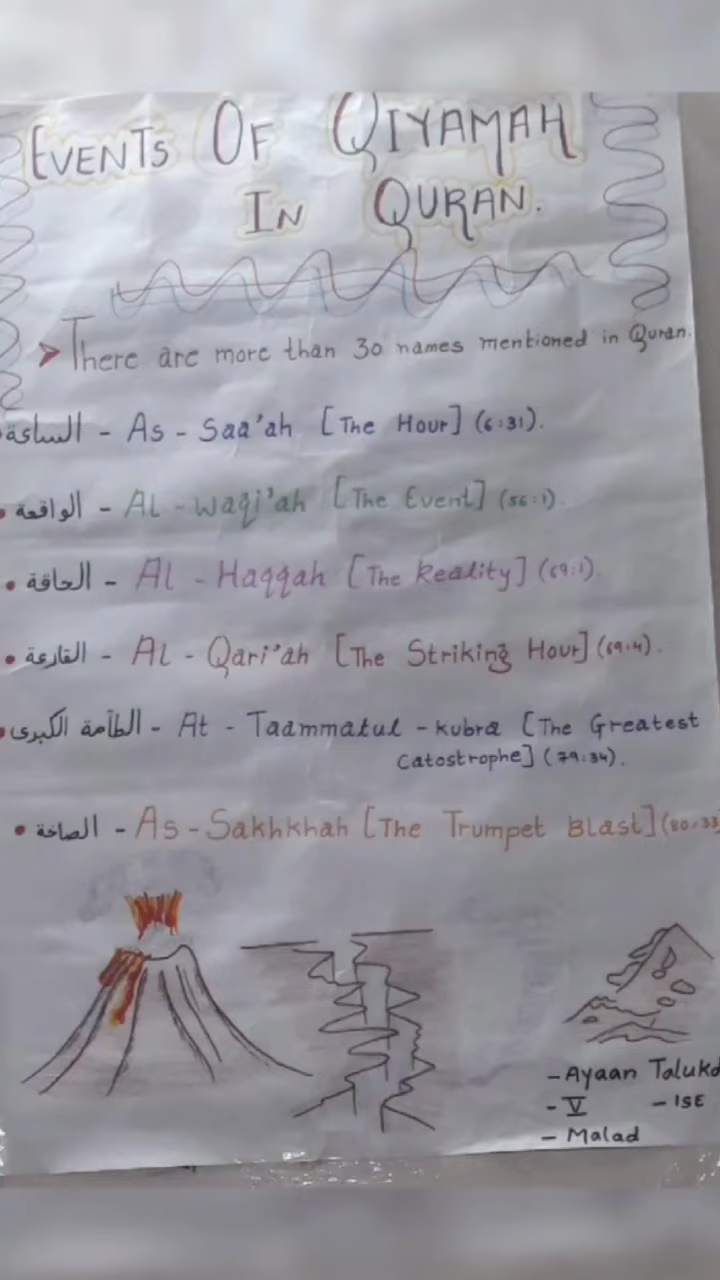 EVENTS OF QIYAMAH
IN QURAN.
➤ There are more than 30 names mentioned in Quran.
الساعة - As - Saa'ah [The Hour] (6:31).
• الواقعة - AL - Waqi'ah [The Event] (56:1).
• الحاقة - AL - Haqqah [The Reality] (69:1).
• القارعة - AL - Qari'ah [The Striking Hour] (69:4).
• الطآمة الكبرى - At - Taammatul - kubra [The Greatest
Catostrophe] (79:34).
• الصاخة - As - Sakhkhah [The Trumpet Blast] (80:33)
- Ayaan Talukd
- V - ISE
- Malad